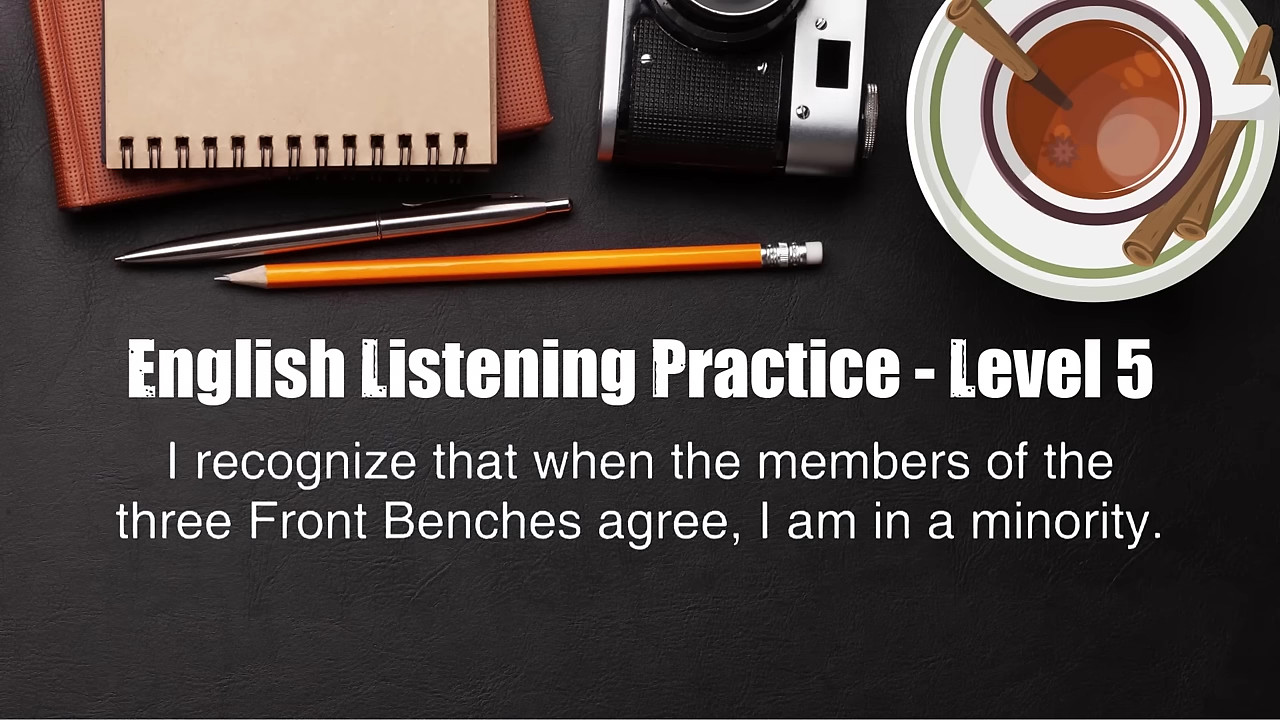 English Listening Practice - Level 5
I recognize that when the members of the
three Front Benches agree, I am in a minority.